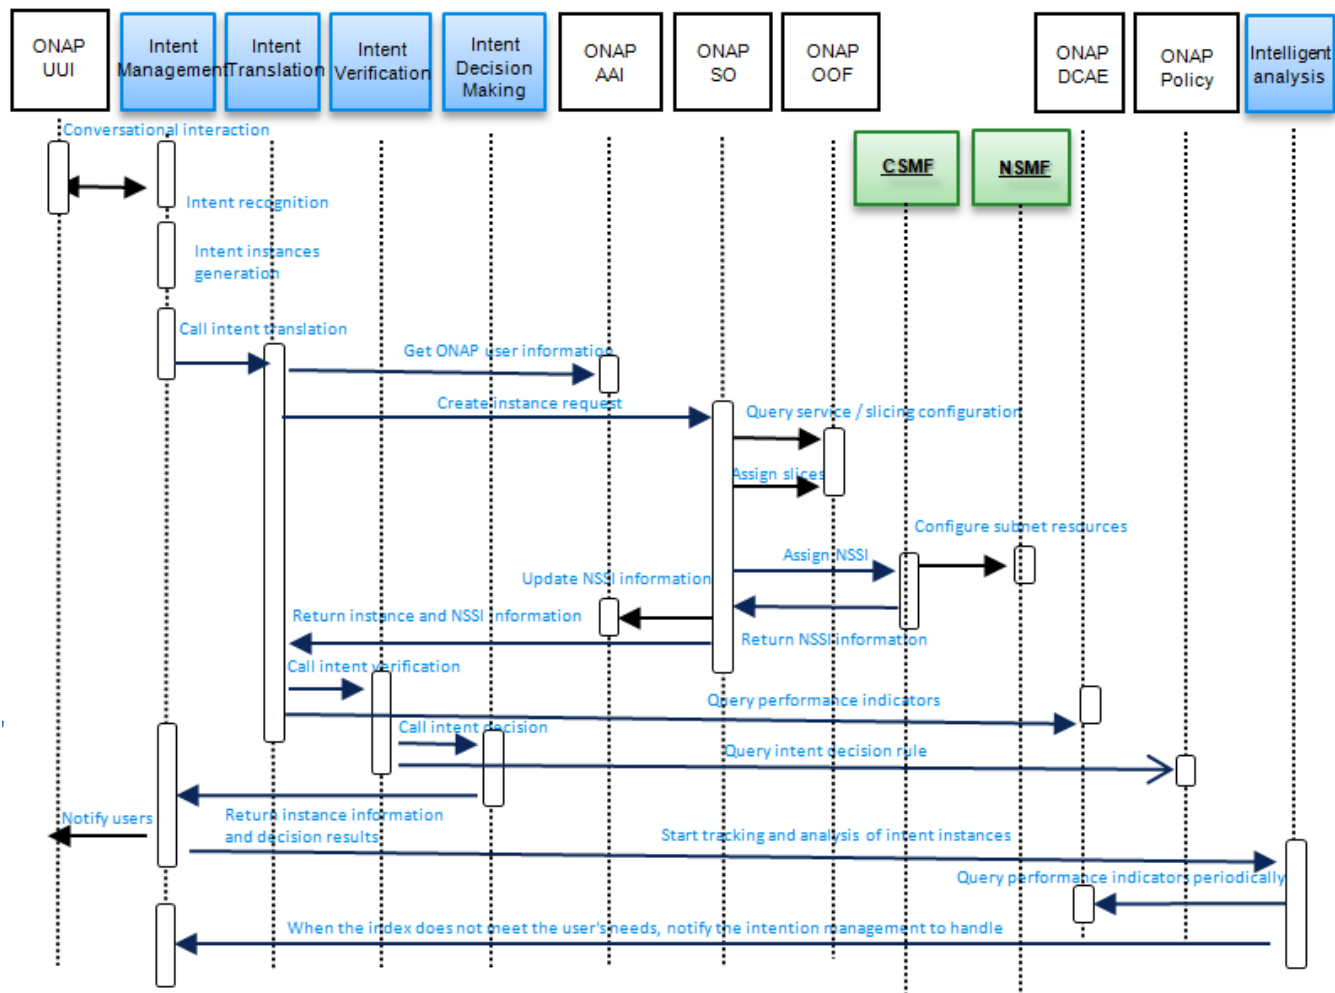 ONAP
UUI
Intent
Management
Intent
Translation
Intent
Verification
Intent
Decision
Making
ONAP
AAI
ONAP
SO
ONAP
OOF
ONAP
DCAE
ONAP
Policy
Intelligent
analysis
CSMF
NSMF
Conversational interaction
Intent recognition
Intent instances
generation
Call intent translation
Get ONAP user information
Create instance request
Query service / slicing configuration
Assign slices
Configure subnet resources
Assign NSSI
Update NSSI information
Return instance and NSSI information
Return NSSI information
Call intent verification
Query performance indicators
Call intent decision
Query intent decision rule
Return instance information
and decision results
Notify users
Start tracking and analysis of intent instances
Query performance indicators periodically
When the index does not meet the user's needs, notify the intention management to handle